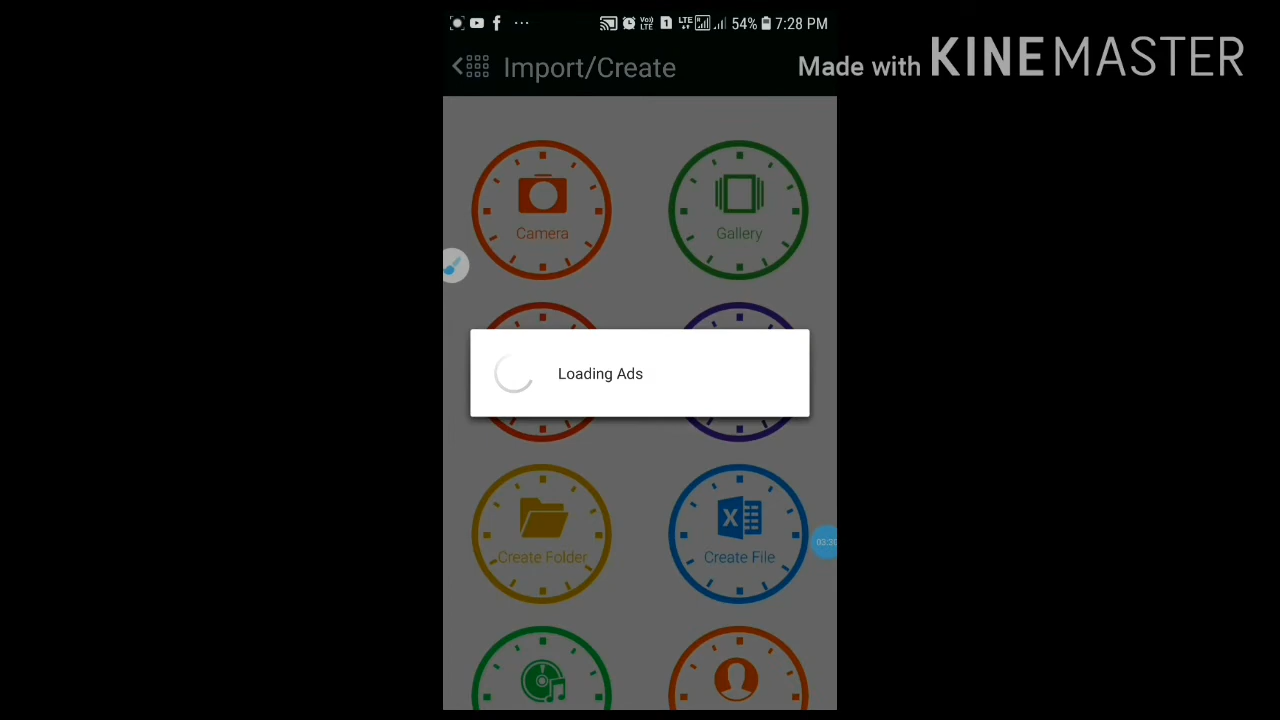 54% 7:28 PM
Import/Create
Made with KINEMASTER
Camera
Gallery
Loading Ads
Create Folder
Create File